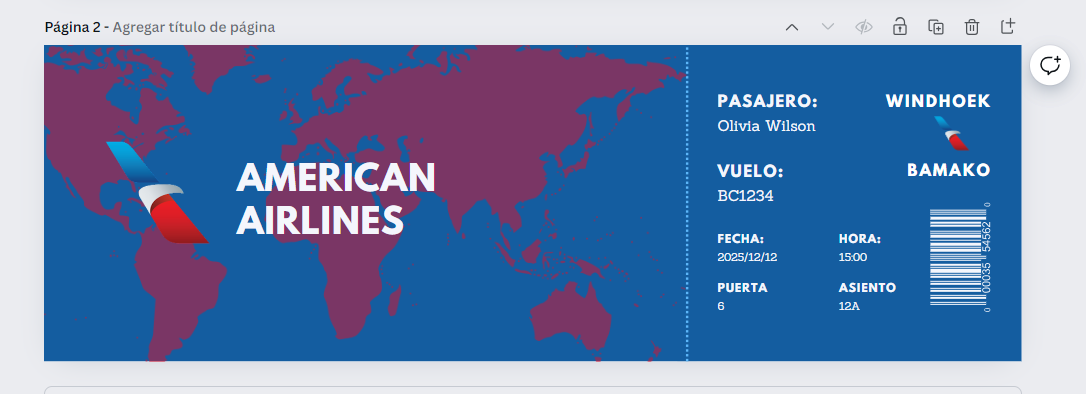 Página 2 - Agregar título de página
AMERICAN
AIRLINES
PASAJERO:
Olivia Wilson
VUELO:
BC1234
FECHA:
2025/12/12
HORA:
15:00
PUERTA
6
ASIENTO
12A
WINDHOEK
BAMAKO
0 00035 54562 0